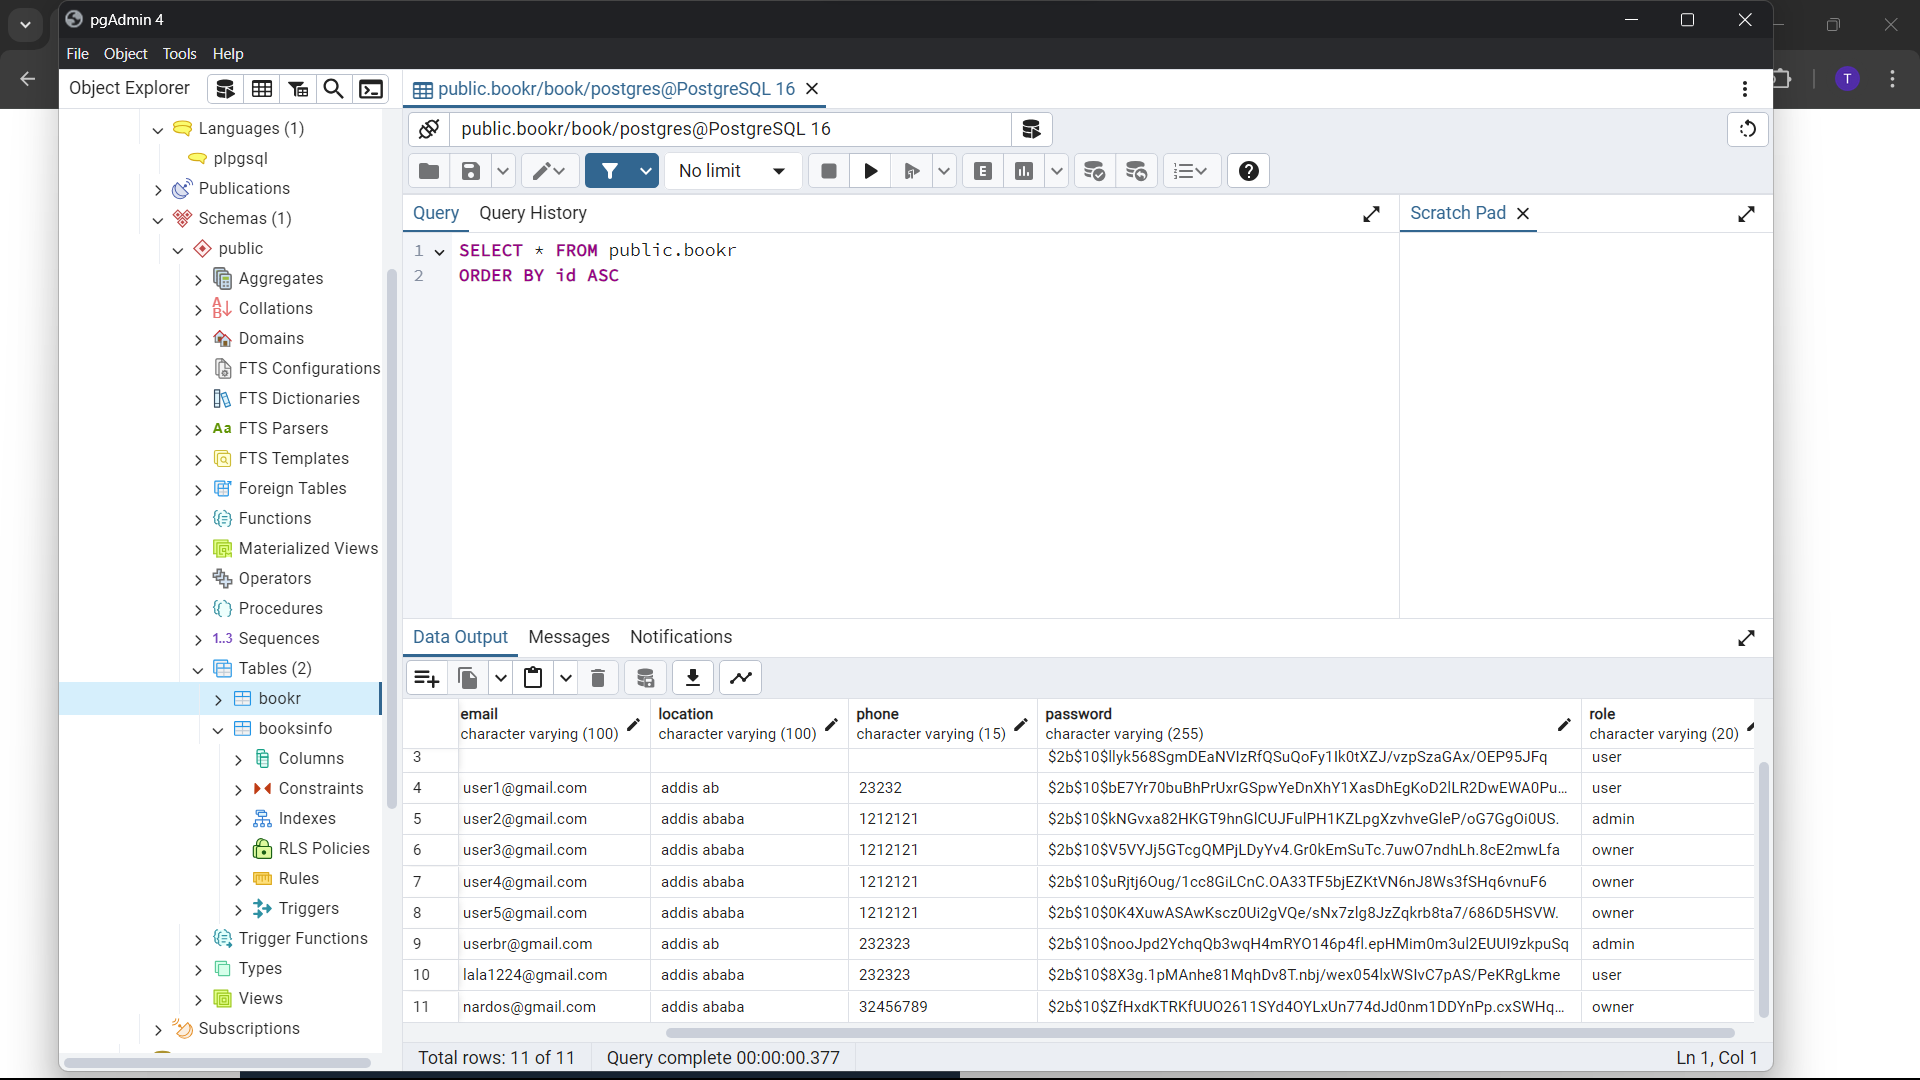 pgAdmin 4
File Object Tools Help
T
Object Explorer
public.bookr/book/postgres@PostgreSQL 16
public.bookr/book/postgres@PostgreSQL 16
No limit
E
Query Query History
Scratch Pad
1 SELECT * FROM public.bookr
2 ORDER BY id ASC
Languages (1)
plpgsql
Publications
Schemas (1)
public
Aggregates
Collations
Domains
FTS Configurations
FTS Dictionaries
Aa FTS Parsers
FTS Templates
Foreign Tables
Functions
Materialized Views
Operators
Procedures
1..3 Sequences
Tables (2)
bookr
booksinfo
Columns
Constraints
Indexes
RLS Policies
Rules
Triggers
Trigger Functions
Types
Views
Subscriptions
Data Output Messages Notifications
email location phone password role
character varying (100) character varying (100) character varying (15) character varying (255) character varying (20)
3 $2b$10$llyk568SgmDEaNVIzRfQSuQoFy1Ik0tXZJ/vzpSzaGAx/OEP95JFq user
4 user1@gmail.com addis ab 23232 $2b$10$bE7Yr70buBhPrUxrGSpwYeDnXhY1XasDhEgKoD2lLR2DwEWA0Pu... user
5 user2@gmail.com addis ababa 1212121 $2b$10$kNGvxa82HKGT9hnGlCUJFulPH1KZLpgXzvhveGleP/oG7GgOi0US. admin
6 user3@gmail.com addis ababa 1212121 $2b$10$V5VYJj5GTcgQMPjLDyYv4.Gr0kEmSuTc.7uwO7ndhLh.8cE2mwLfa owner
7 user4@gmail.com addis ababa 1212121 $2b$10$uRjtj6Oug/1cc8GiLCnC.OA33TF5bjEZKtVN6nJ8Ws3fSHq6vnuF6 owner
8 user5@gmail.com addis ababa 1212121 $2b$10$0K4XuwASAwKscz0Ui2gVQe/sNx7zlg8JzZqkrb8ta7/686D5HSVW. owner
9 userbr@gmail.com addis ab 232323 $2b$10$nooJpd2YchqQb3wqH4mRYO146p4fl.epHMim0m3ul2EUUI9zkpuSq admin
10 lala1224@gmail.com addis ababa 232323 $2b$10$8X3g.1pMAnhe81MqhDv8T.nbj/wex054lxWSIvC7pAS/PeKRgLkme user
11 nardos@gmail.com addis ababa 32456789 $2b$10$ZfHxdKTRKfUUO2611SYd4OYLxUn774dJd0nm1DDYnPp.cxSWHq... owner
Total rows: 11 of 11 Query complete 00:00:00.377 Ln 1, Col 1